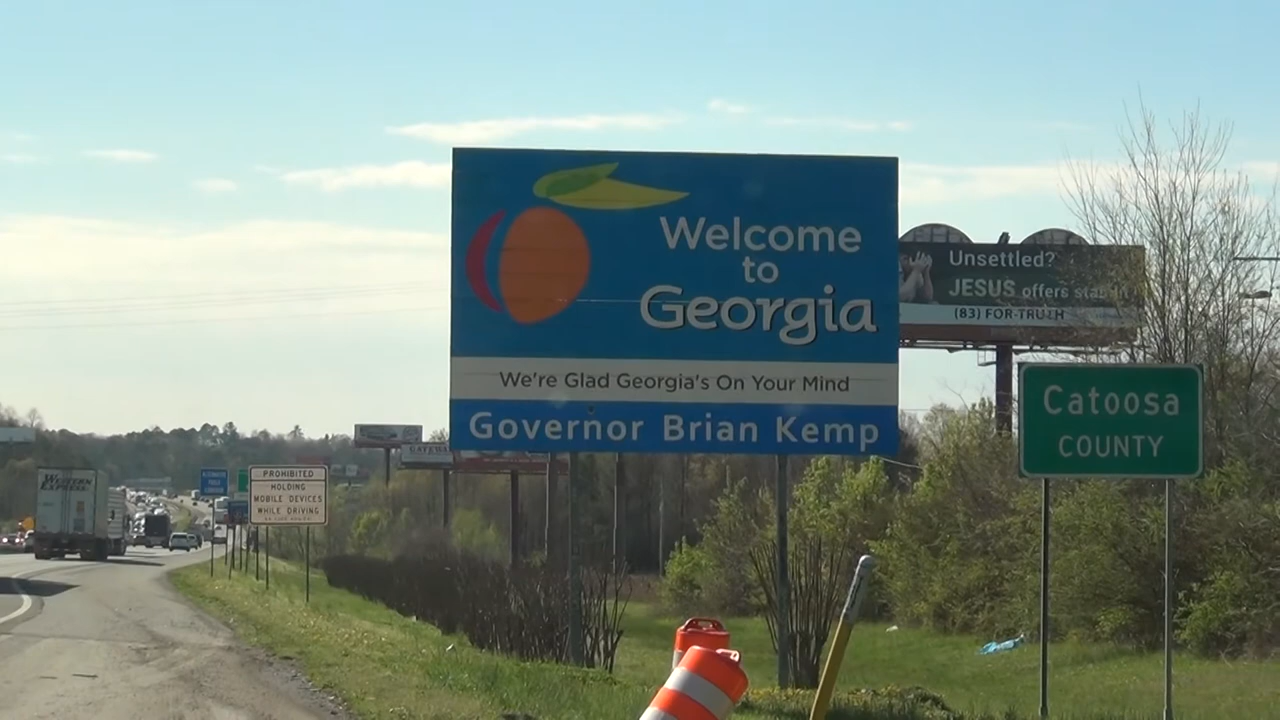 Welcome
to
Georgia
We're Glad Georgia's On Your Mind
Governor Brian Kemp
Unsettled?
JESUS offers
(83) FOR-TRUTH
Catoosa
COUNTY
PROHIBITED
HOLDING
MOBILE DEVICES
WHILE DRIVING
WESTERN
EXPRESS